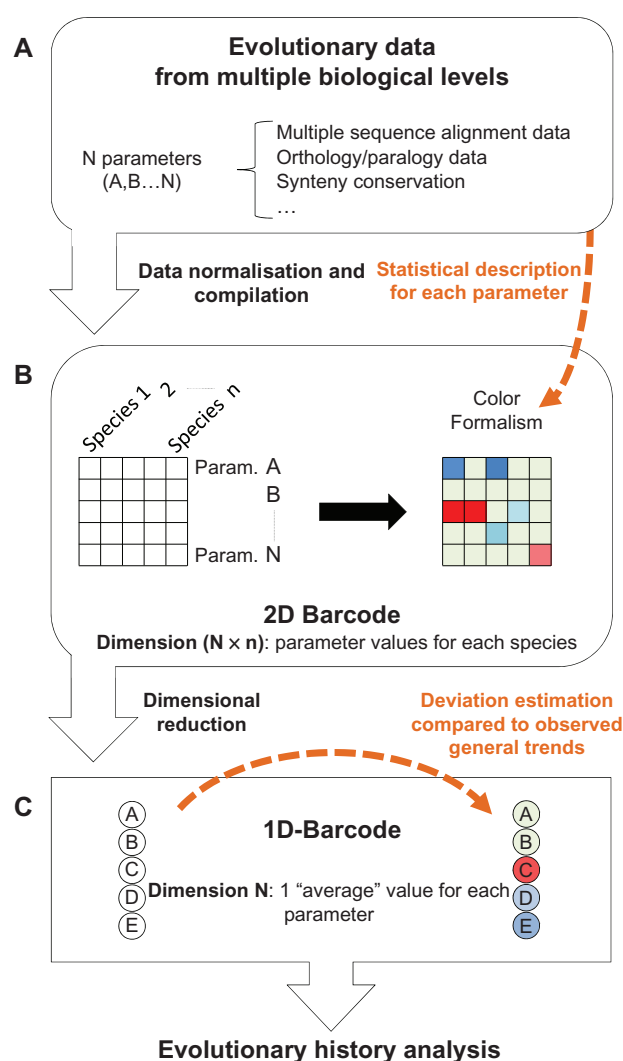 A
Evolutionary data
from multiple biological levels
N parameters
(A,B...N)
Multiple sequence alignment data
Orthology/paralogy data
Synteny conservation
...
Data normalisation and
compilation
Statistical description
for each parameter
B
Species 1
2
Species n
Param. A
B
Param. N
Color
Formalism
2D Barcode
Dimension (N × n): parameter values for each species
Dimensional
reduction
Deviation estimation
compared to observed
general trends
C
A
B
C
D
E
1D-Barcode
Dimension N: 1 “average” value for each
parameter
A
B
C
D
E
Evolutionary history analysis